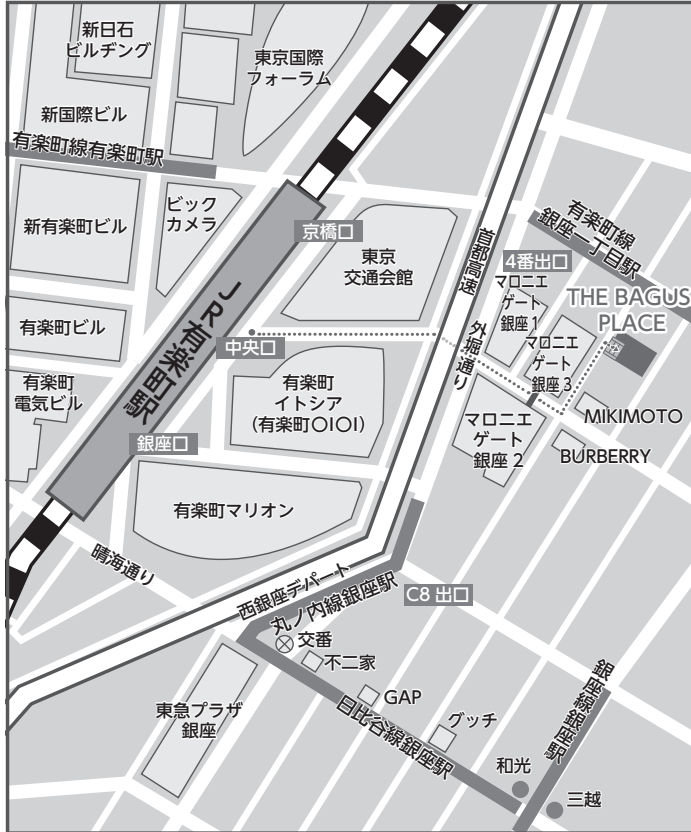 新日石
ビルヂング
東京国際
フォーラム
新国際ビル
有楽町線有楽町駅
ビック
カメラ
新有楽町ビル
京橋口
東京
交通会館
首都高速
外堀通り
有楽町線
銀座一丁目駅
4番出口
マロニエ
ゲート
銀座1
THE BAGUS
PLACE
マロニエ
ゲート
銀座3
JR有楽町駅
中央口
有楽町ビル
有楽町
電気ビル
有楽町
イトシア
(有楽町OIOI)
マロニエ
ゲート
銀座2
MIKIMOTO
BURBERRY
銀座口
有楽町マリオン
晴海通り
西銀座デパート
丸ノ内線銀座駅
C8 出口
交番
不二家
GAP
グッチ
日比谷線銀座駅
銀座線銀座駅
東急プラザ
銀座
和光
三越